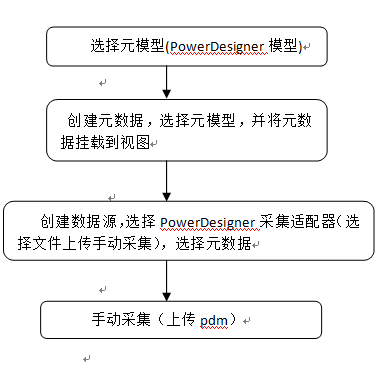 选择元模型(PowerDesigner 模型)
创建元数据，选择元模型，并将元
数据挂载到视图
创建数据源,选择 PowerDesigner 采集适配器（选
择文件上传手动采集），选择元数据
手动采集（上传 pdm）